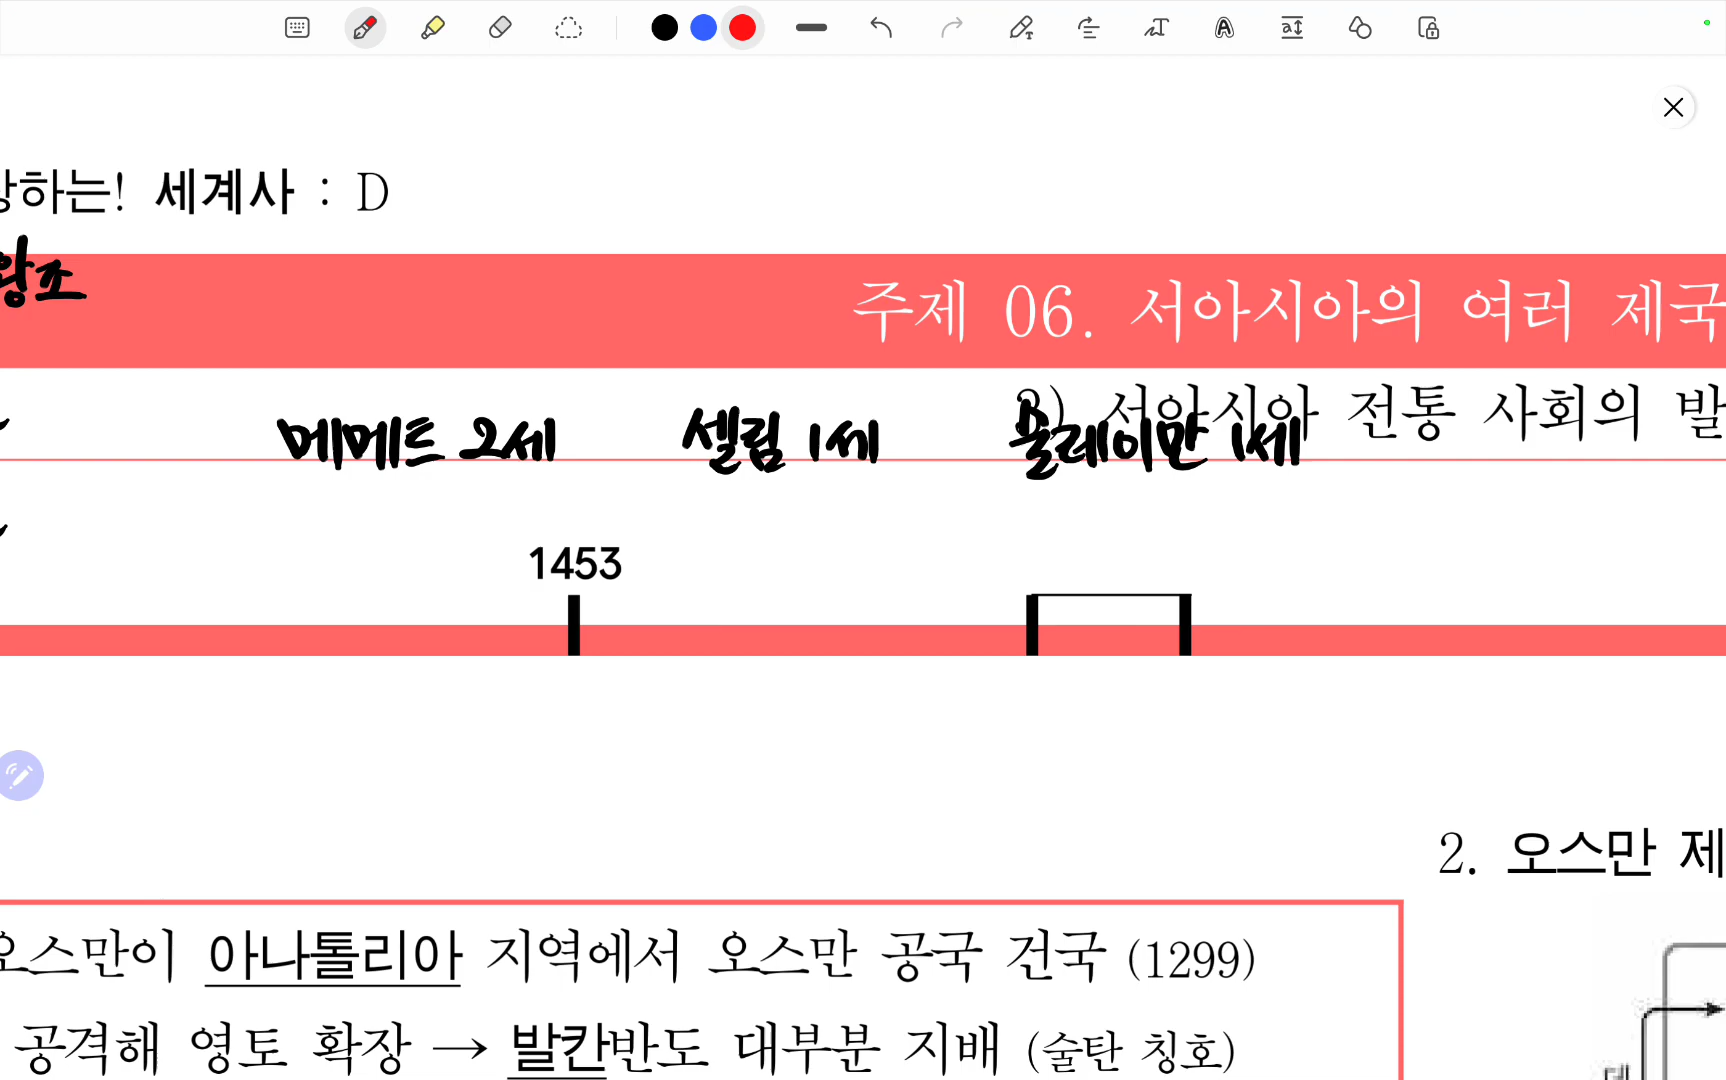 하는! 세계사 : D
왕조
주제 06. 서아시아의 여러 제국
3) 서아시아 전통 사회의 발
메메트 2세 셀림 1세 쓸레이만 1세
1453
2. 오스만 제
오스만이 아나톨리아 지역에서 오스만 공국 건국 (1299)
공격해 영토 확장 → 발칸반도 대부분 지배 (술탄 칭호)